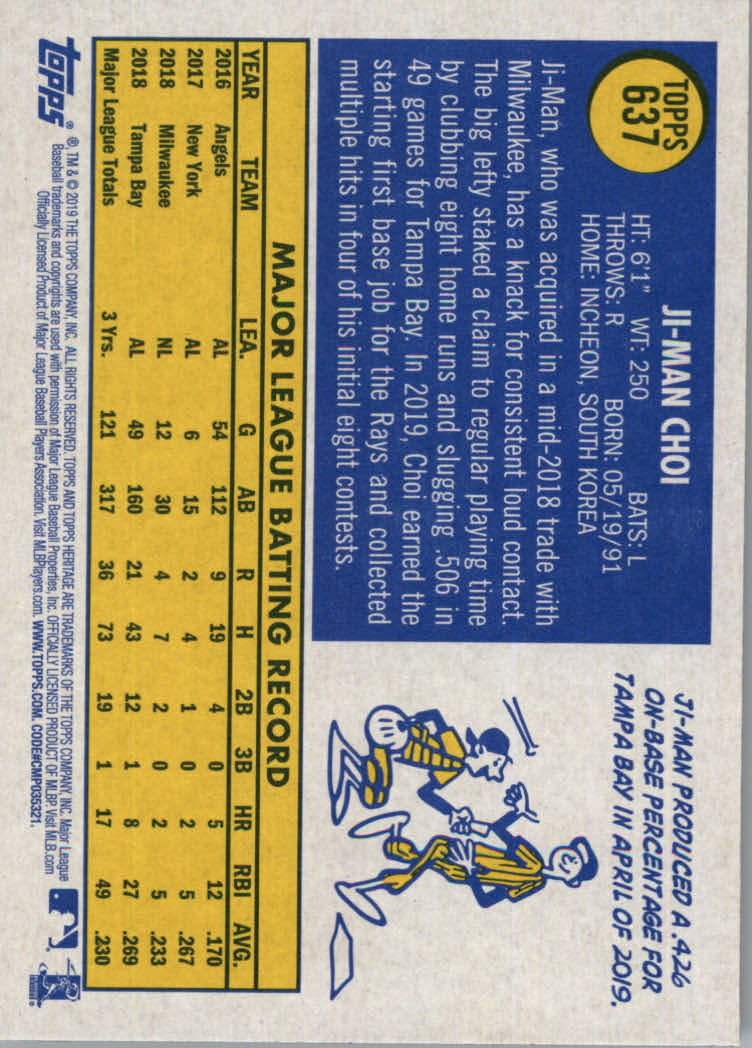 TOPPS
637
JI-MAN CHOI
HT: 6'1" WT: 250 BATS: L
THROWS: R BORN: 05/19/91
HOME: INCHEON, SOUTH KOREA
Ji-Man, who was acquired in a mid-2018 trade with
Milwaukee, has a knack for consistent loud contact.
The big lefty staked a claim to regular playing time
by clubbing eight home runs and slugging .506 in
49 games for Tampa Bay. In 2019, Choi earned the
starting first base job for the Rays and collected
multiple hits in four of his initial eight contests.
JI-MAN PRODUCED A .426
ON-BASE PERCENTAGE FOR
TAMPA BAY IN APRIL OF 2019.
MAJOR LEAGUE BATTING RECORD
YEAR TEAM LEA. G AB R H 2B 3B HR RBI AVG.
2016 Angels AL 54 112 9 19 4 0 5 12 .170
2017 New York AL 6 15 2 4 1 0 2 5 .267
2018 Milwaukee NL 12 30 4 7 2 0 2 5 .233
2018 Tampa Bay AL 49 160 21 43 12 1 8 27 .269
Major League Totals 3 Yrs. 121 317 36 73 19 1 17 49 .230
topps®
®, TM & © 2019 THE TOPPS COMPANY, INC. ALL RIGHTS RESERVED. TOPPS AND TOPPS HERITAGE ARE TRADEMARKS OF THE TOPPS COMPANY, INC. Major League
Baseball trademarks and copyrights are used with permission of Major League Baseball Properties, Inc. OFFICIALLY LICENSED PRODUCT OF MLBP. Visit MLB.com
Officially Licensed Product of Major League Baseball Players Association. Visit MLBPlayers.com. WWW.TOPPS.COM. CODE#CMP035321.